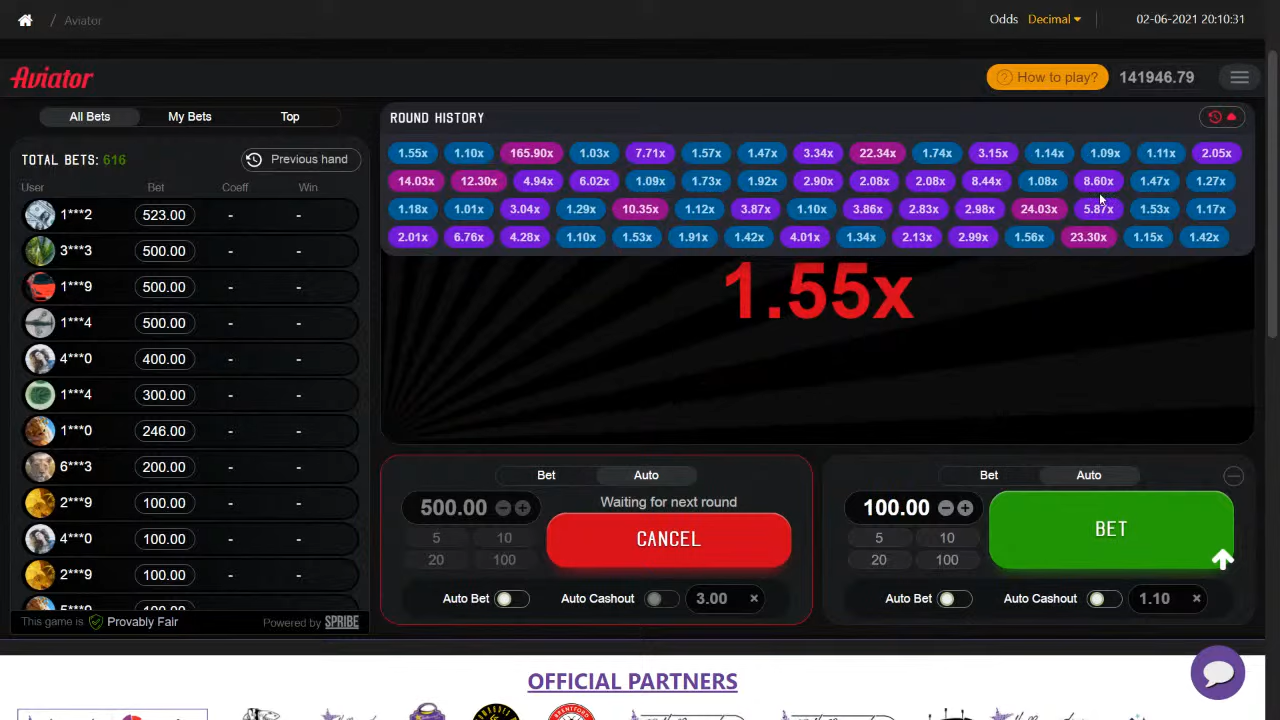 / Aviator
Odds Decimal 02-06-2021 20:10:31
Aviator
How to play? 141946.79
All Bets My Bets Top
TOTAL BETS: 616
Previous hand
User Bet Coeff Win
1***2 523.00 - -
3***3 500.00 - -
1***9 500.00 - -
1***4 500.00 - -
4***0 400.00 - -
1***4 300.00 - -
1***0 246.00 - -
6***3 200.00 - -
2***9 100.00 - -
4***0 100.00 - -
2***9 100.00 - -
This game is Provably Fair Powered by SPRIBE
ROUND HISTORY
1.55x 1.10x 165.90x 1.03x 7.71x 1.57x 1.47x 3.34x 22.34x 1.74x 3.15x 1.14x 1.09x 1.11x 2.05x
14.03x 12.30x 4.94x 6.02x 1.09x 1.73x 1.92x 2.90x 2.08x 2.08x 8.44x 1.08x 8.60x 1.47x 1.27x
1.18x 1.01x 3.04x 1.29x 10.35x 1.12x 3.87x 1.10x 3.86x 2.83x 2.98x 24.03x 5.87x 1.53x 1.17x
2.01x 6.76x 4.28x 1.10x 1.53x 1.91x 1.42x 4.01x 1.34x 2.13x 2.99x 1.56x 23.30x 1.15x 1.42x
1.55x
Bet Auto
500.00
5 10
20 100
Waiting for next round
CANCEL
Auto Bet Auto Cashout 3.00 ×
Bet Auto
100.00
5 10
20 100
BET
Auto Bet Auto Cashout 1.10 ×
OFFICIAL PARTNERS